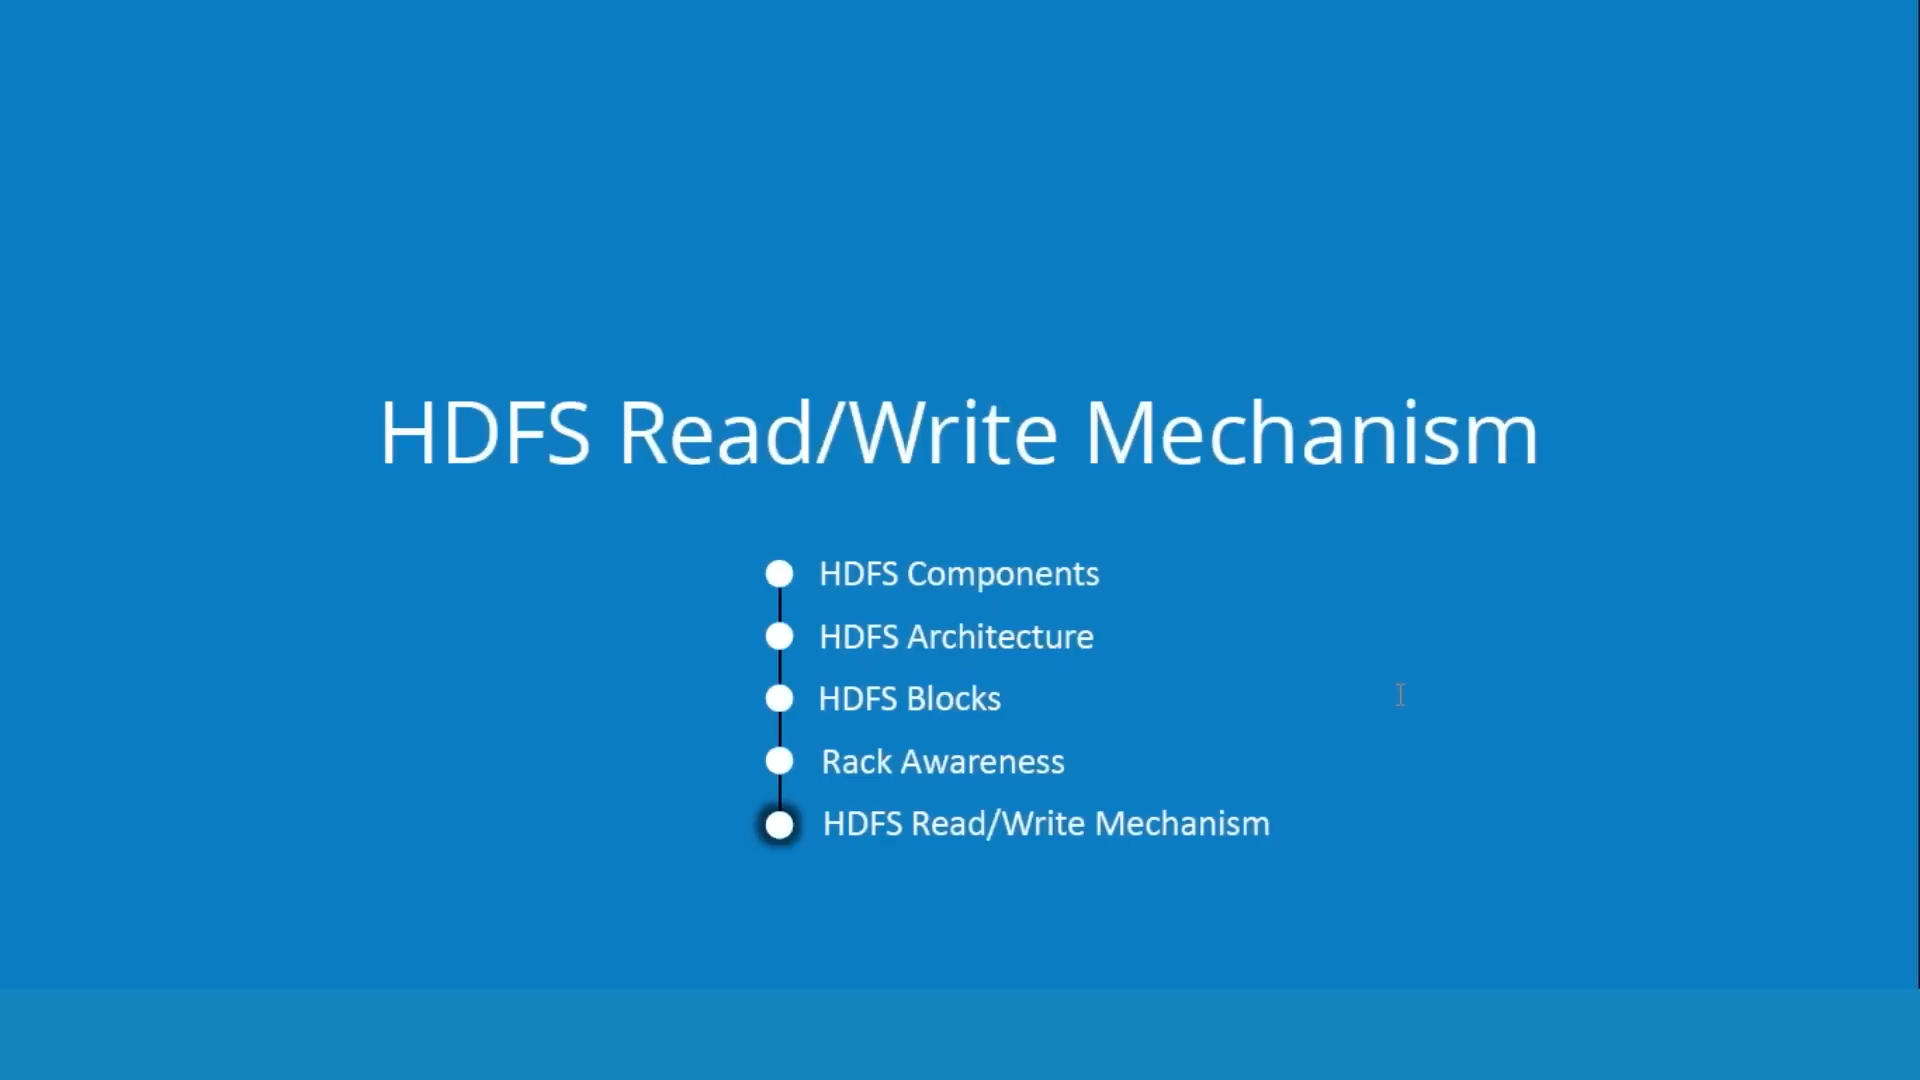 HDFS Read/Write Mechanism
HDFS Components
HDFS Architecture
HDFS Blocks
Rack Awareness
HDFS Read/Write Mechanism